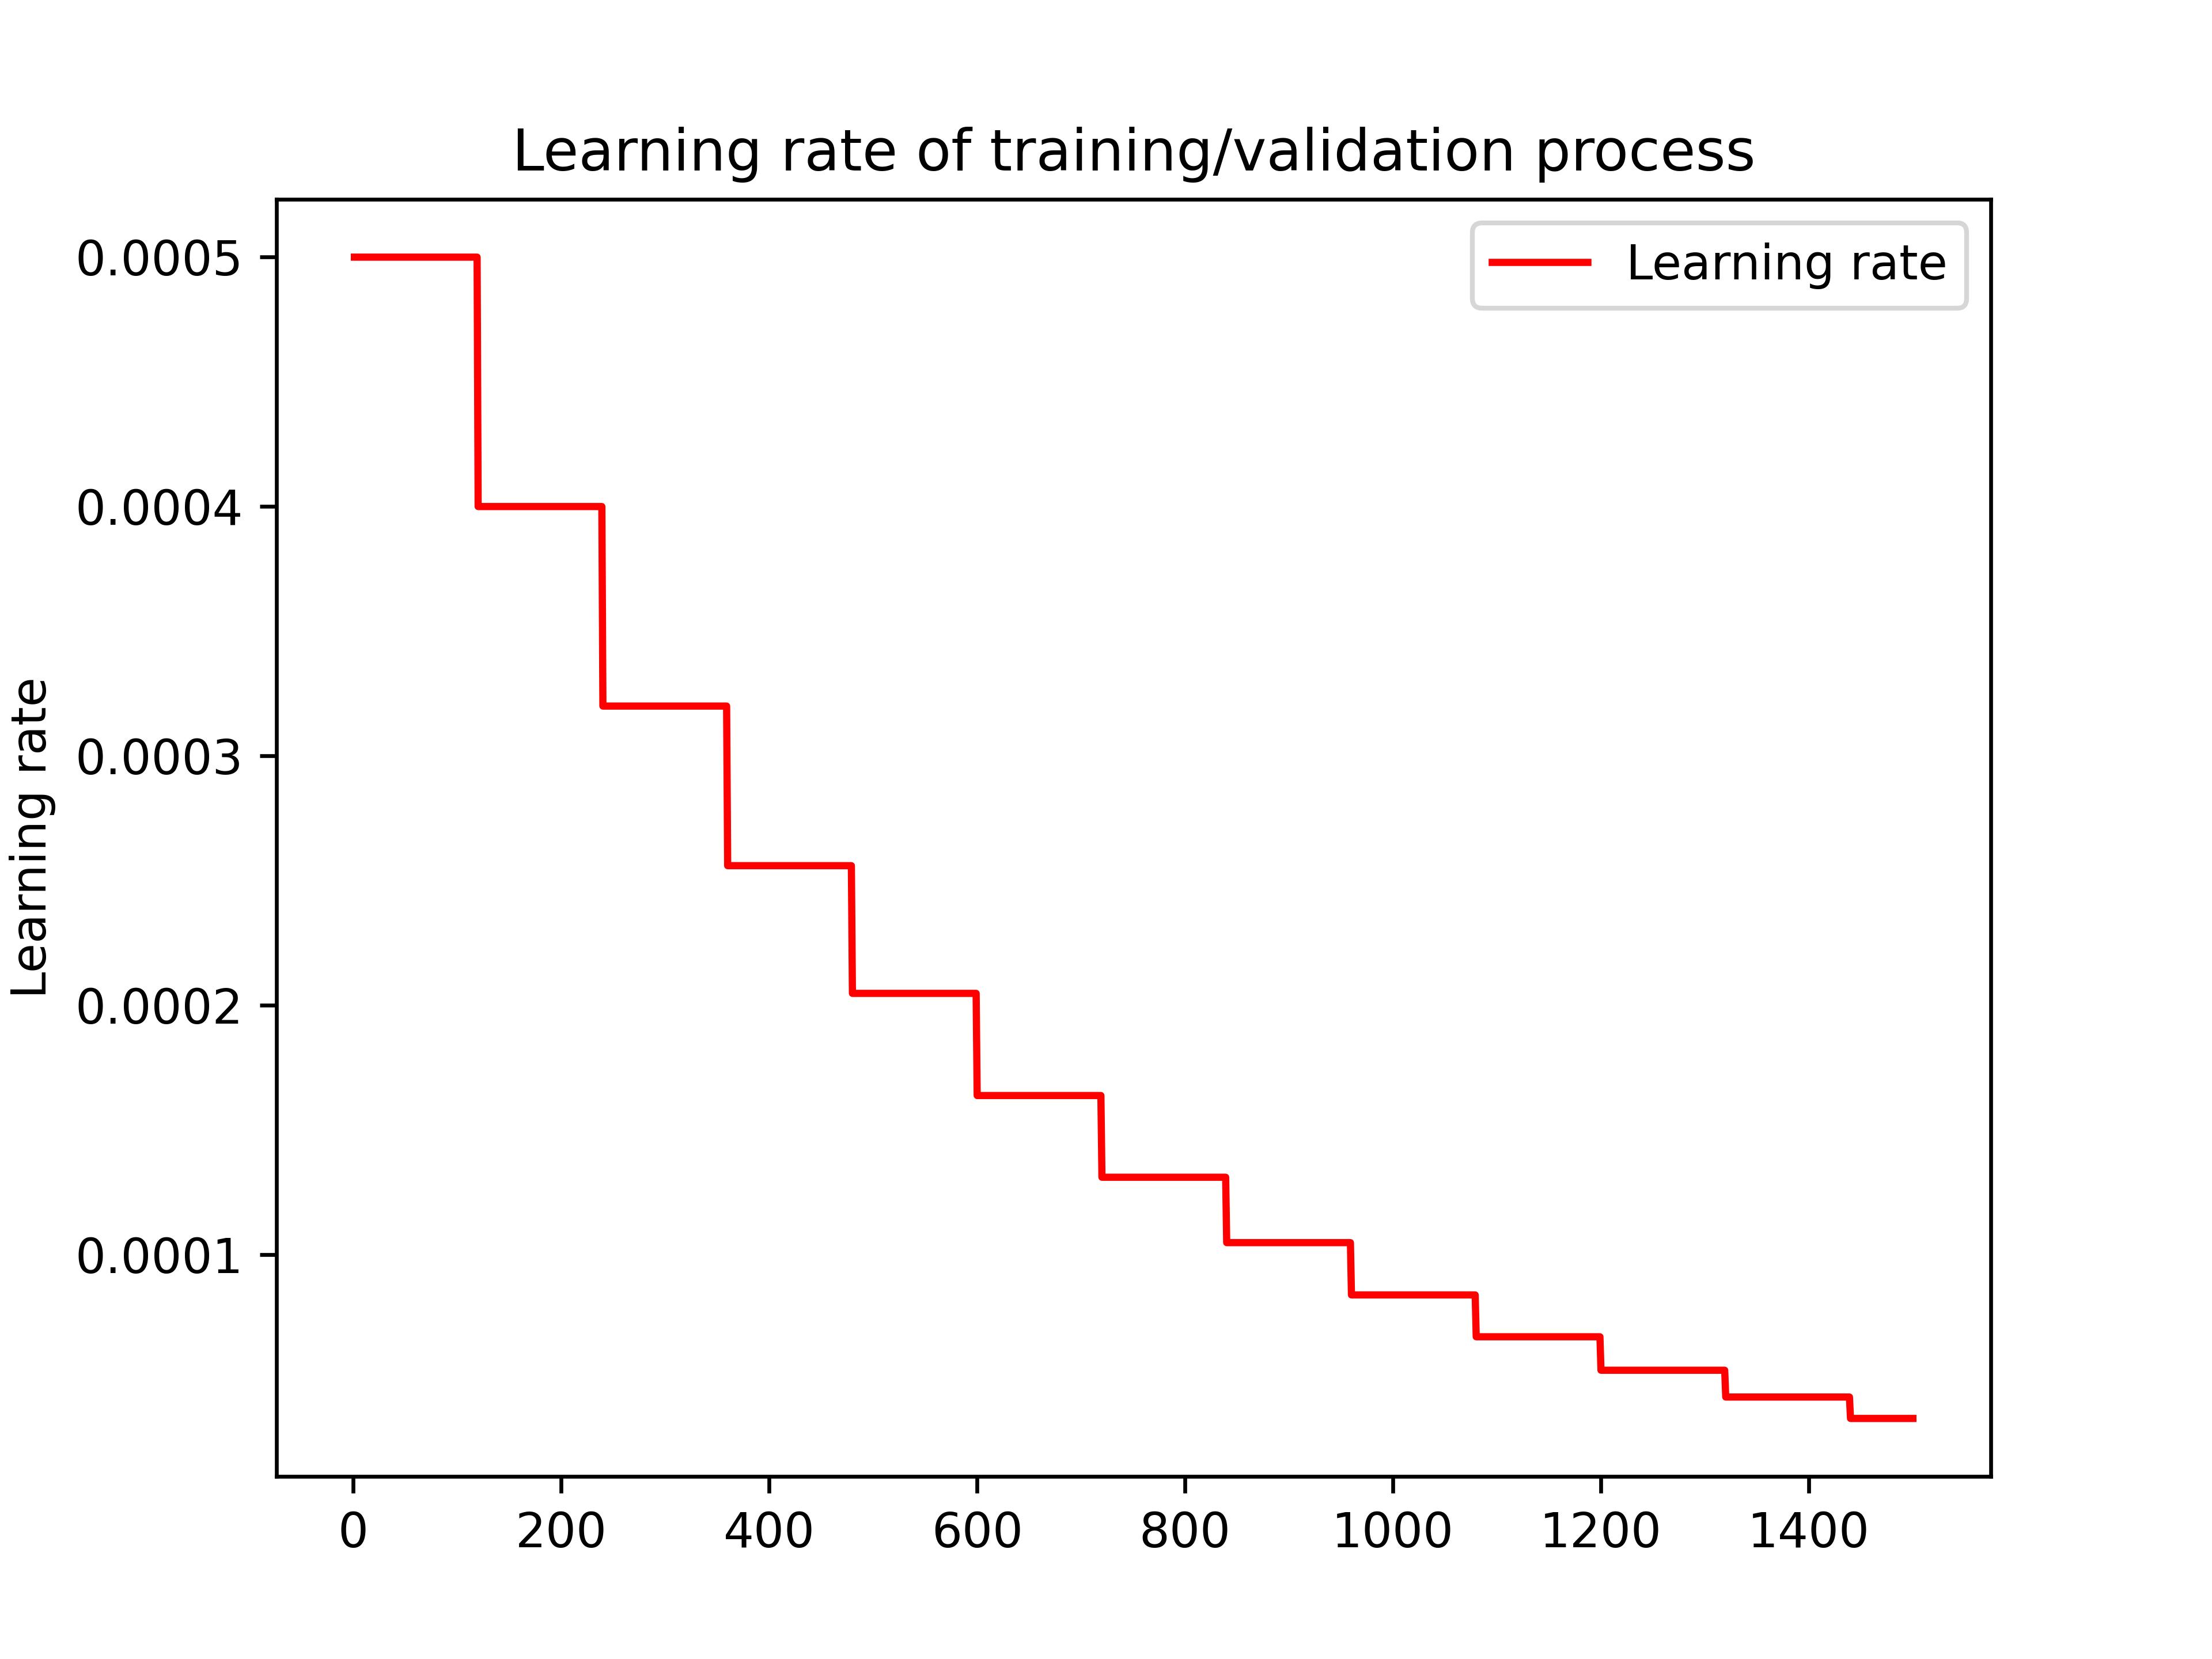 Learning rate of training/validation process
Learning rate
0.0005
0.0004
0.0003
0.0002
0.0001
Learning rate
0 200 400 600 800 1000 1200 1400